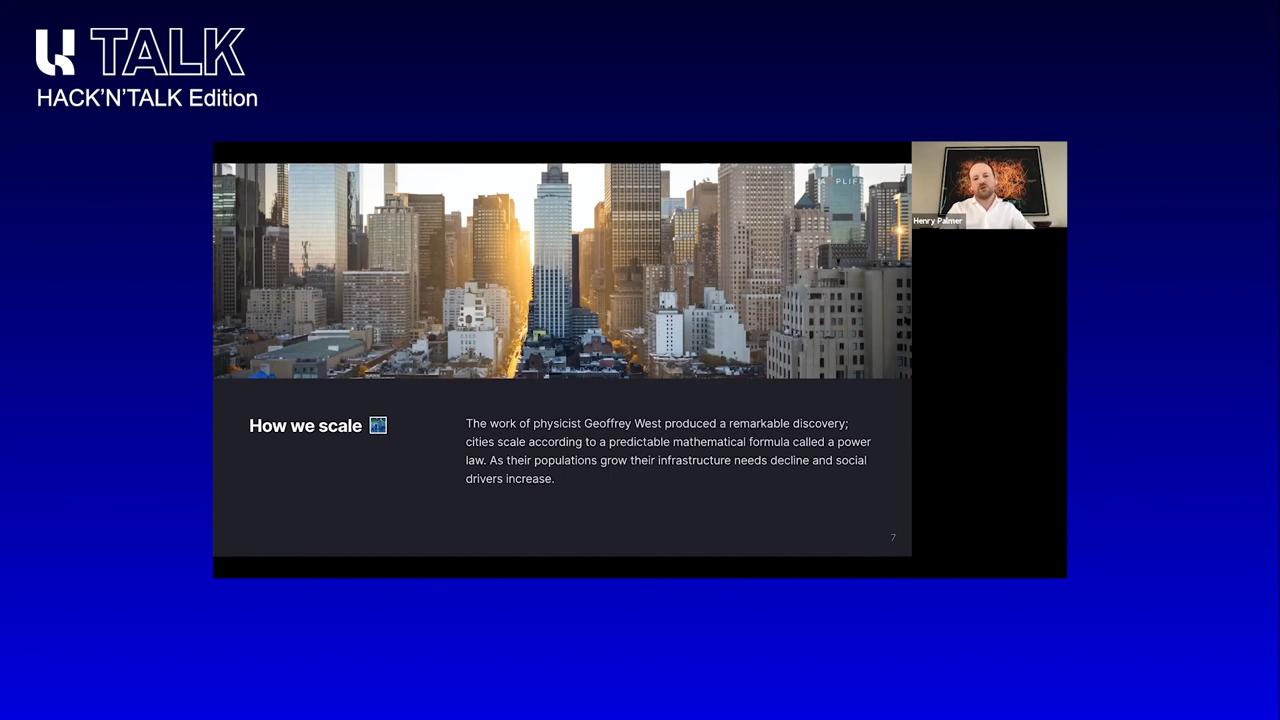 TALK
HACK’N’TALK Edition
Henry Palmer
How we scale
The work of physicist Geoffrey West produced a remarkable discovery;
cities scale according to a predictable mathematical formula called a power
law. As their populations grow their infrastructure needs decline and social
drivers increase.
7